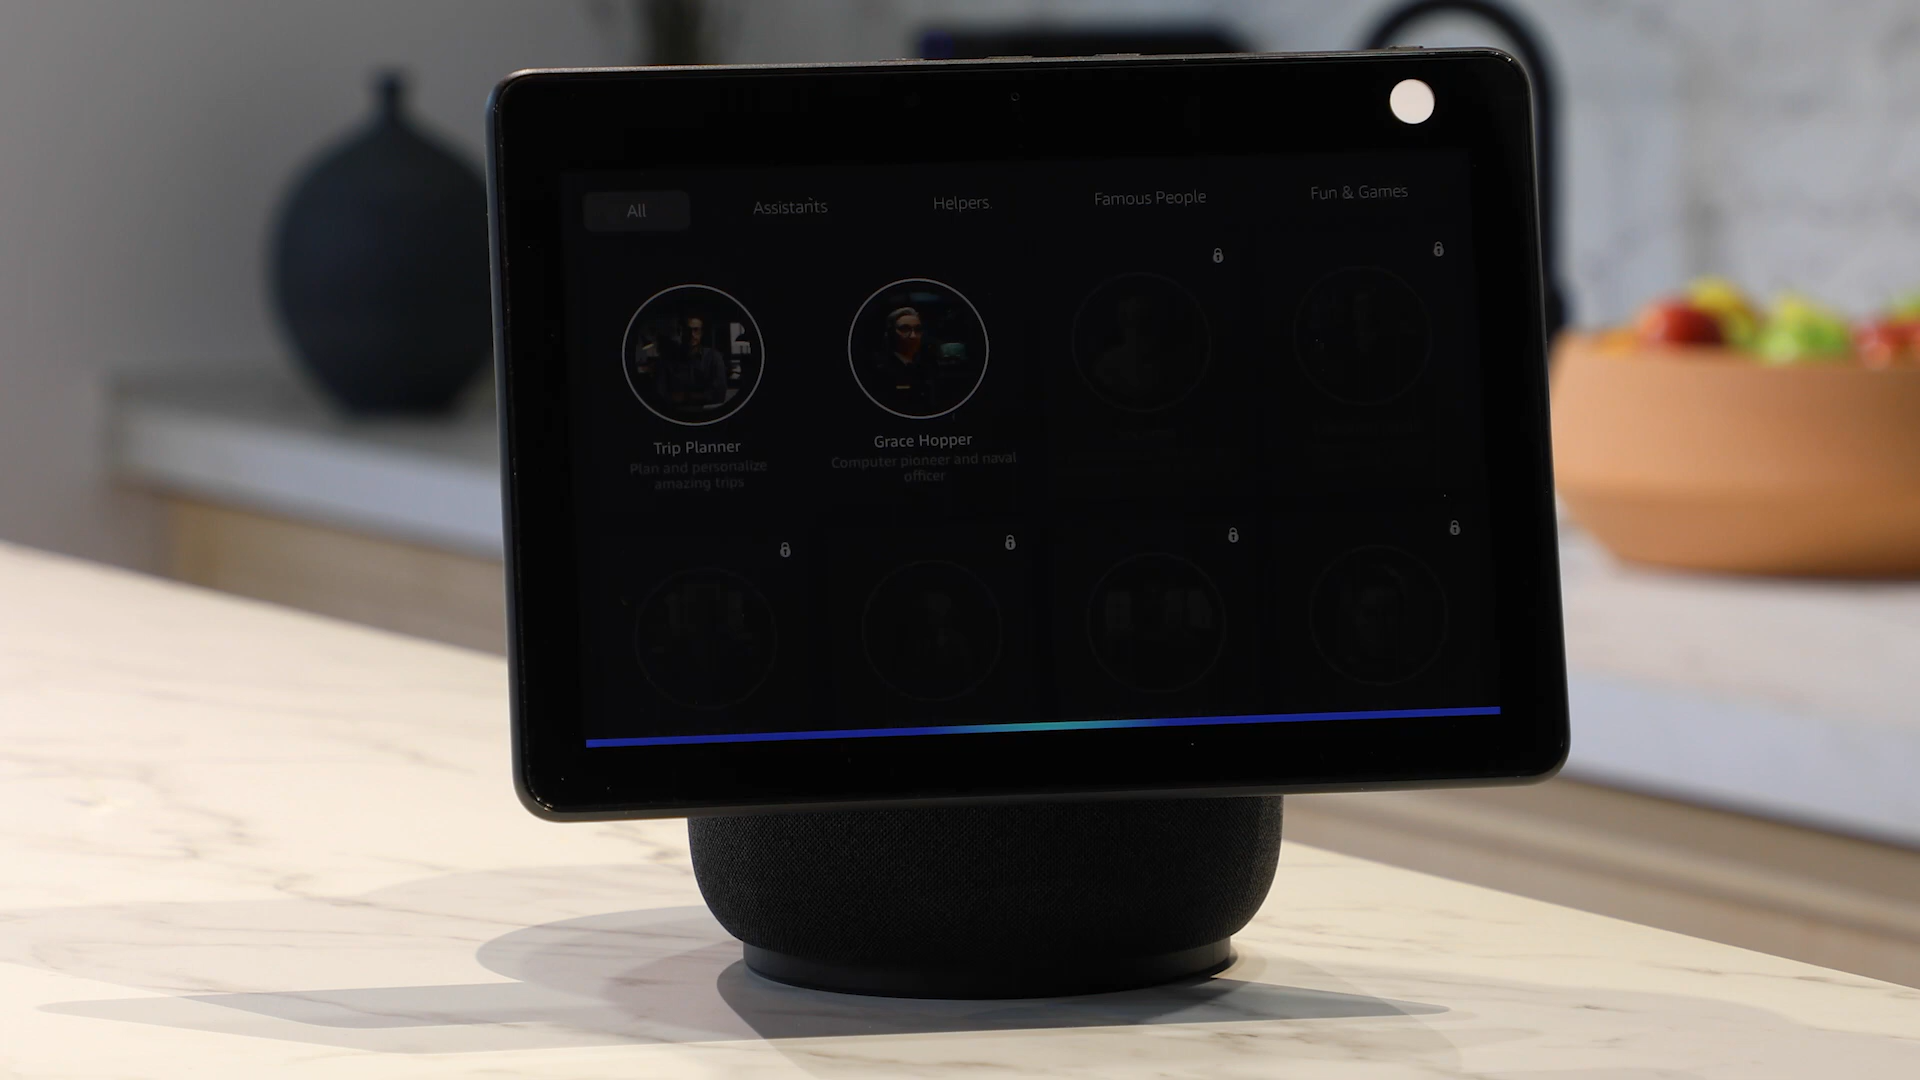 All
Assistants
Helpers
Famous People
Fun & Games
Trip Planner
Plan and personalize
amazing trips
Grace Hopper
Computer pioneer and naval
officer